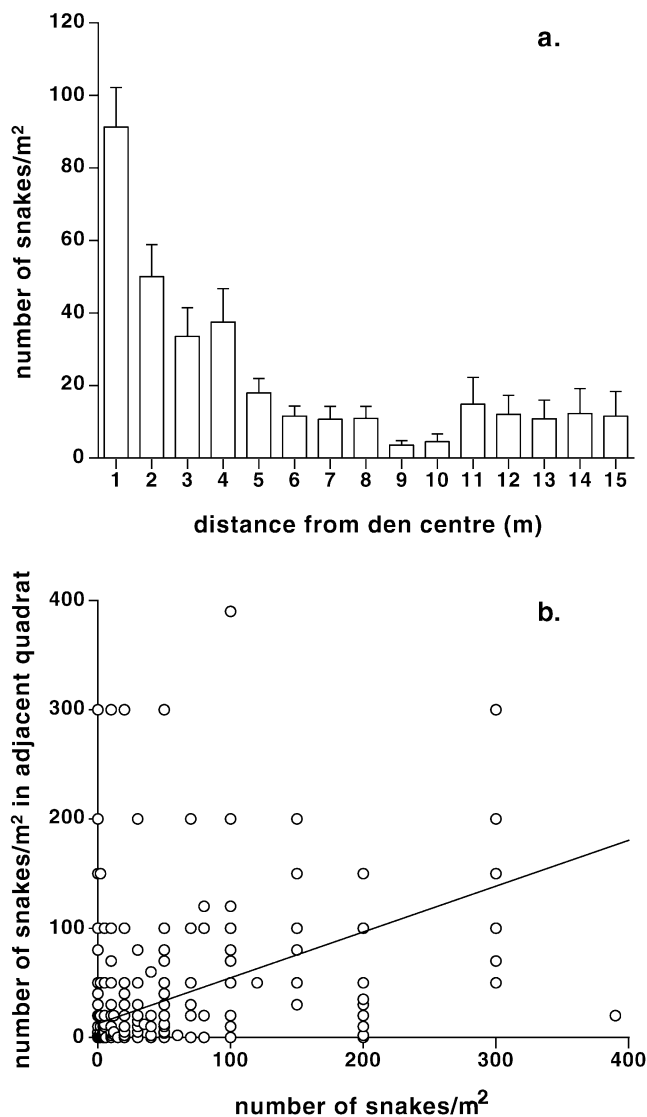 a.
120
100
80
60
40
20
0
number of snakes/m²
1 2 3 4 5 6 7 8 9 10 11 12 13 14 15
distance from den centre (m)
b.
400
300
200
100
0
number of snakes/m² in adjacent quadrat
0 100 200 300 400
number of snakes/m²